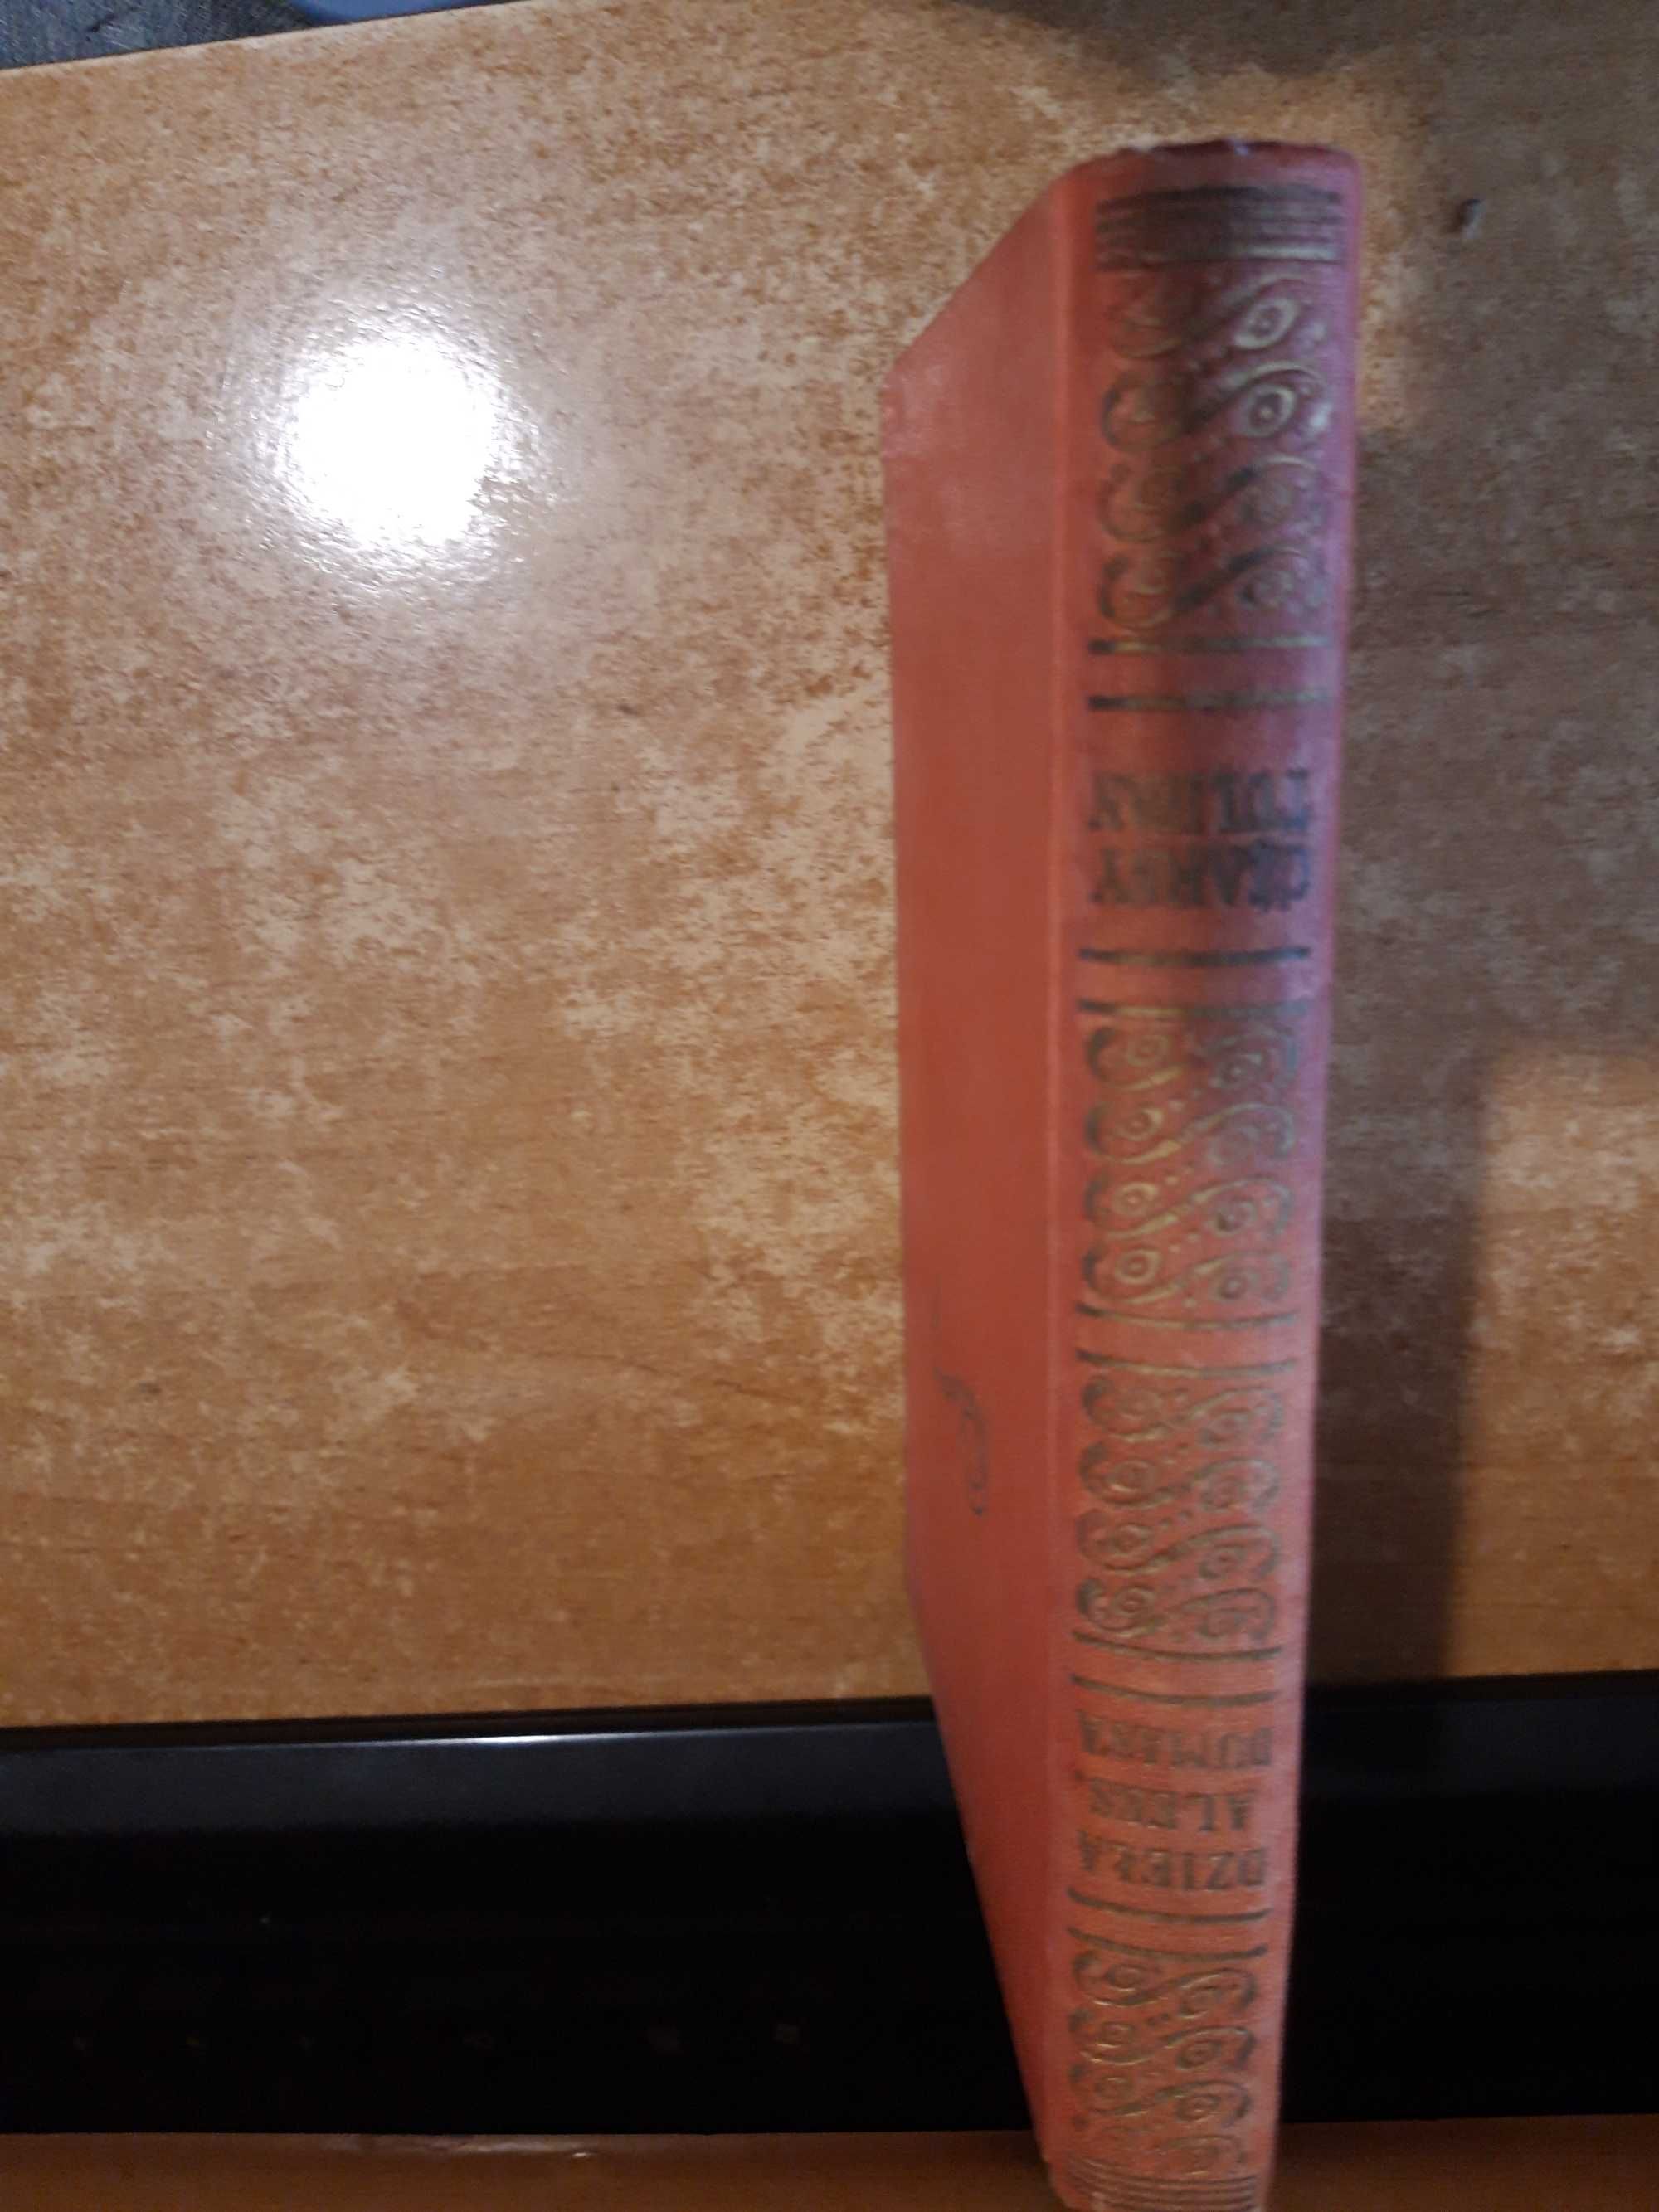 DZIEŁA
ALEKS.
DUMASA
CZARNY
TULIPAN